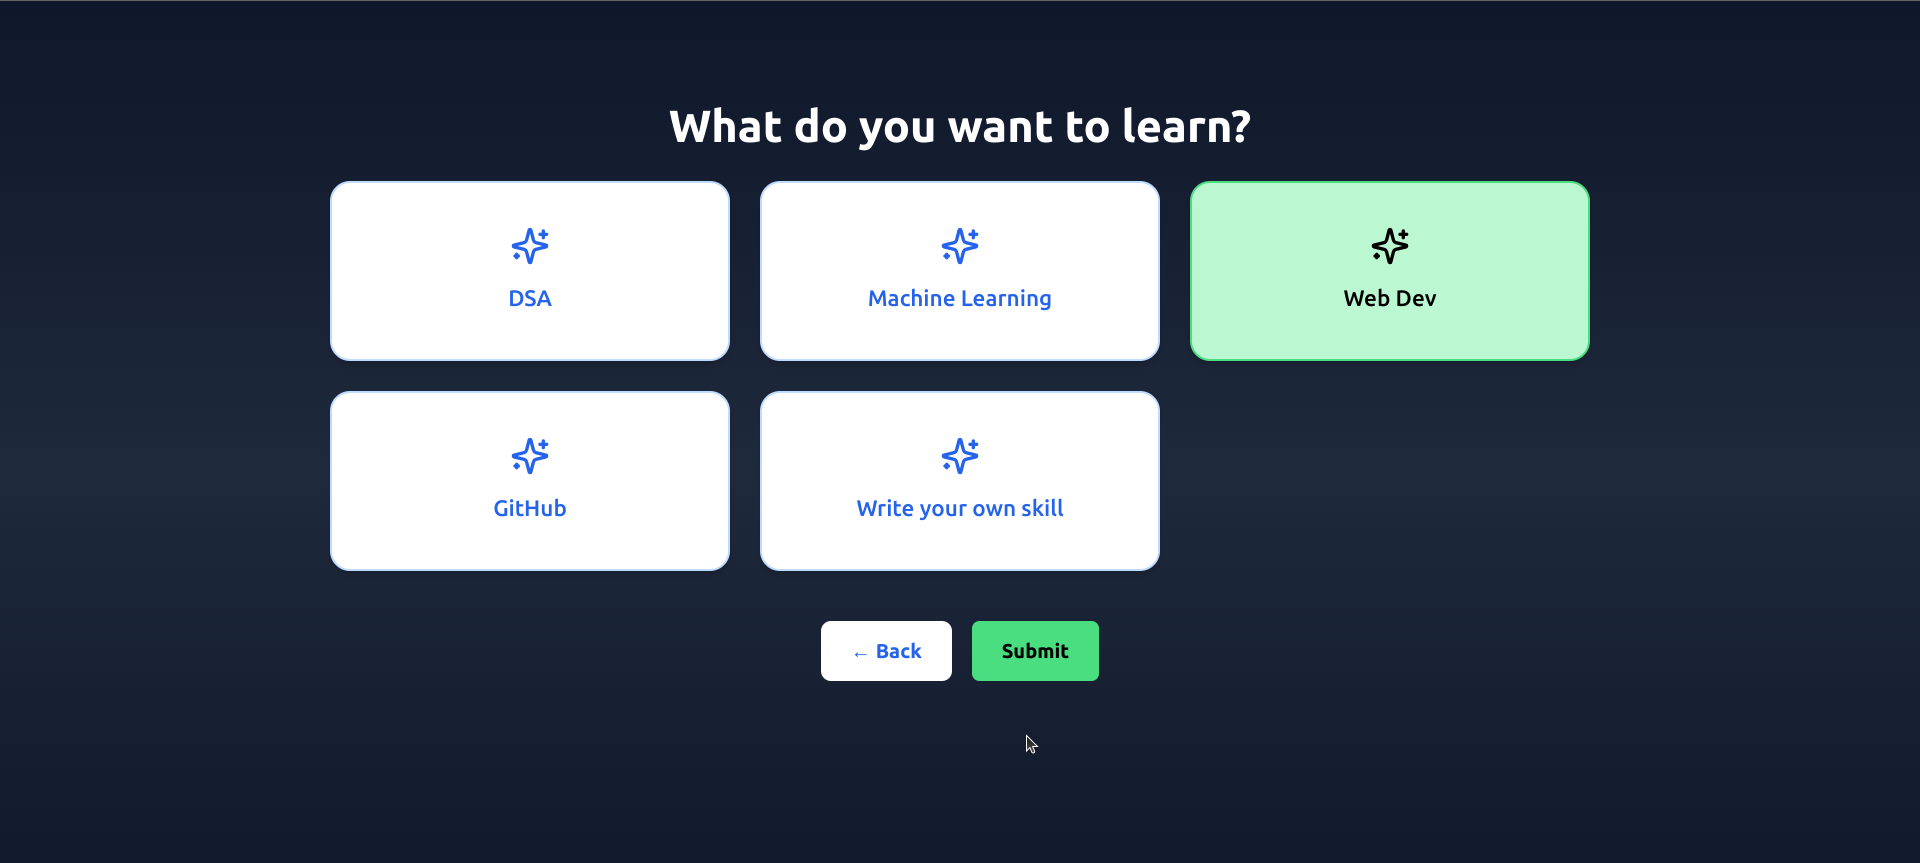 What do you want to learn?
DSA
Machine Learning
Web Dev
GitHub
Write your own skill
← Back
Submit